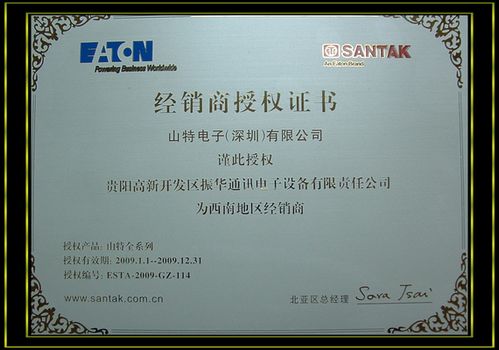 EATON
Powering Business Worldwide
SANTAK
An Eaton Brand
经销商授权证书
山特电子(深圳)有限公司
谨此授权
贵阳高新开发区振华通讯电子设备有限责任公司
为西南地区经销商
授权产品: 山特全系列
授权有效期: 2009.1.1--2009.12.31
授权编号: ESTA-2009-GZ-114
www.santak.com.cn
北亚区总经理 Sara Tsai